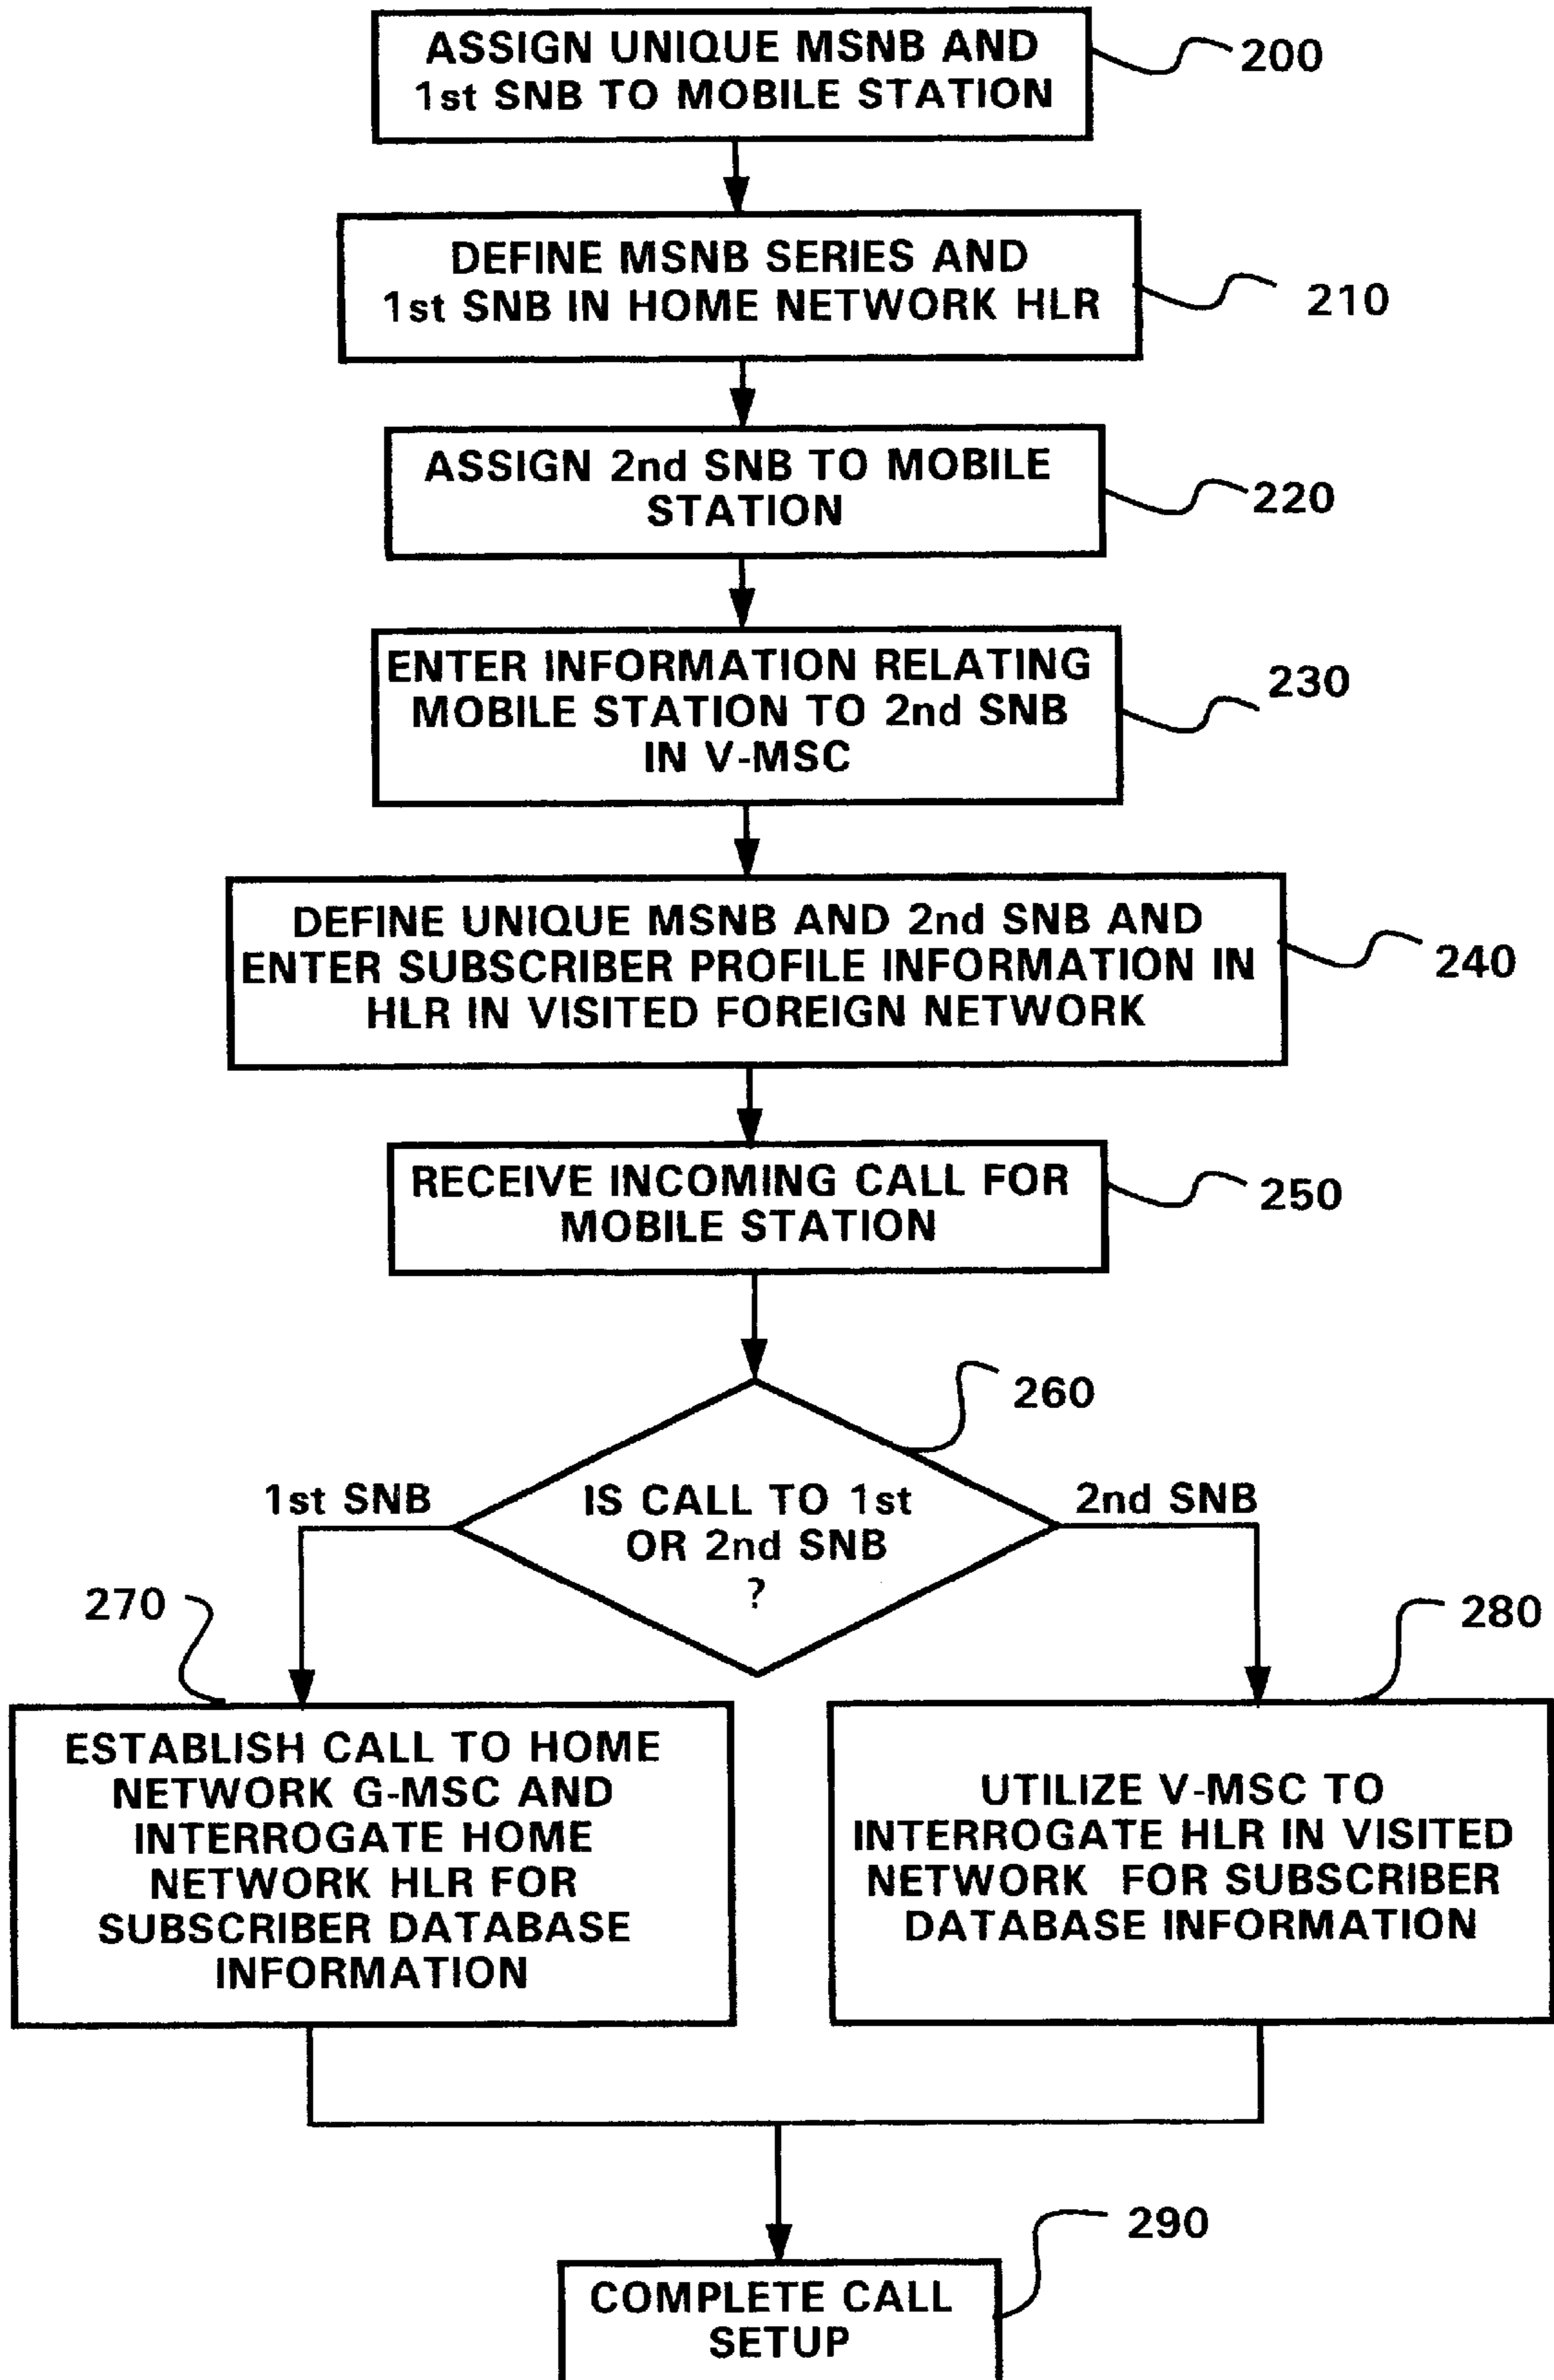 ASSIGN UNIQUE MSNB AND
1st SNB TO MOBILE STATION
200
DEFINE MSNB SERIES AND
1st SNB IN HOME NETWORK HLR
210
ASSIGN 2nd SNB TO MOBILE
STATION
220
ENTER INFORMATION RELATING
MOBILE STATION TO 2nd SNB
IN V-MSC
230
DEFINE UNIQUE MSNB AND 2nd SNB AND
ENTER SUBSCRIBER PROFILE INFORMATION IN
HLR IN VISITED FOREIGN NETWORK
240
RECEIVE INCOMING CALL FOR
MOBILE STATION
250
260
IS CALL TO 1st
OR 2nd SNB
?
1st SNB
2nd SNB
270
ESTABLISH CALL TO HOME
NETWORK G-MSC AND
INTERROGATE HOME
NETWORK HLR FOR
SUBSCRIBER DATABASE
INFORMATION
280
UTILIZE V-MSC TO
INTERROGATE HLR IN VISITED
NETWORK FOR SUBSCRIBER
DATABASE INFORMATION
290
COMPLETE CALL
SETUP